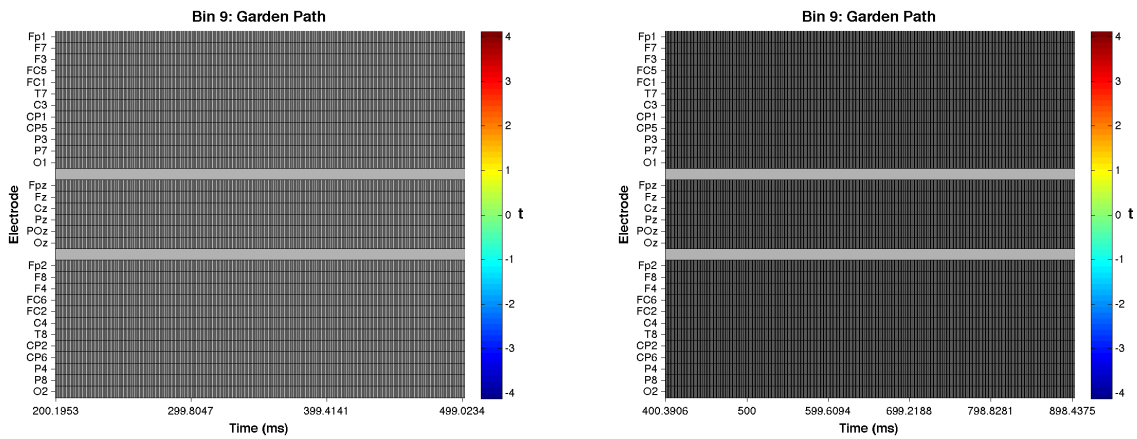 Bin 9: Garden Path
Fp1
F7
F3
FC5
FC1
T7
C3
CP1
CP5
P3
P7
O1
Fpz
Fz
Cz
Pz
POz
Oz
Fp2
F8
F4
FC6
FC2
C4
T8
CP2
CP6
P4
P8
O2
Electrode
200.1953 299.8047 399.4141 499.0234
Time (ms)
4
3
2
1
0
-1
-2
-3
-4
t
Bin 9: Garden Path
Fp1
F7
F3
FC5
FC1
T7
C3
CP1
CP5
P3
P7
O1
Fpz
Fz
Cz
Pz
POz
Oz
Fp2
F8
F4
FC6
FC2
C4
T8
CP2
CP6
P4
P8
O2
Electrode
400.3906 500 599.6094 699.2188 798.8281 898.4375
Time (ms)
4
3
2
1
0
-1
-2
-3
-4
t